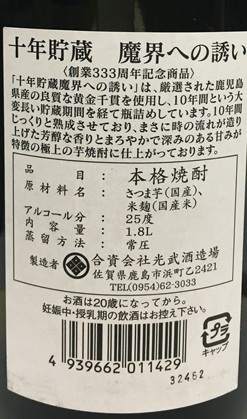 十年貯蔵　魔界への誘い
〈創業333周年記念商品〉
「十年貯蔵魔界への誘い」は、厳選された鹿児島
県産の良質な黄金千貫を使用し、10年間という大
変長い貯蔵期間を経て瓶詰めしています。10年間
じっくりと熟成させており、まさに時の流れが造り
上げた芳醇な香りとまろやかで深みのある甘みが
特徴の極上の芋焼酎に仕上がっております。
品目　本格焼酎
原材料名：さつま芋(国産)、
米麹(国産米)
アルコール分：25度
内容量：1.8L
蒸留方法：常圧
製造者　合資会社光武酒造場
佐賀県鹿島市浜町乙2421
TEL(0954)62-3033
お酒は20歳になってから。
妊娠中・授乳期の飲酒はお控え下さい。
4 939662 011429
プラ
キャップ
32452